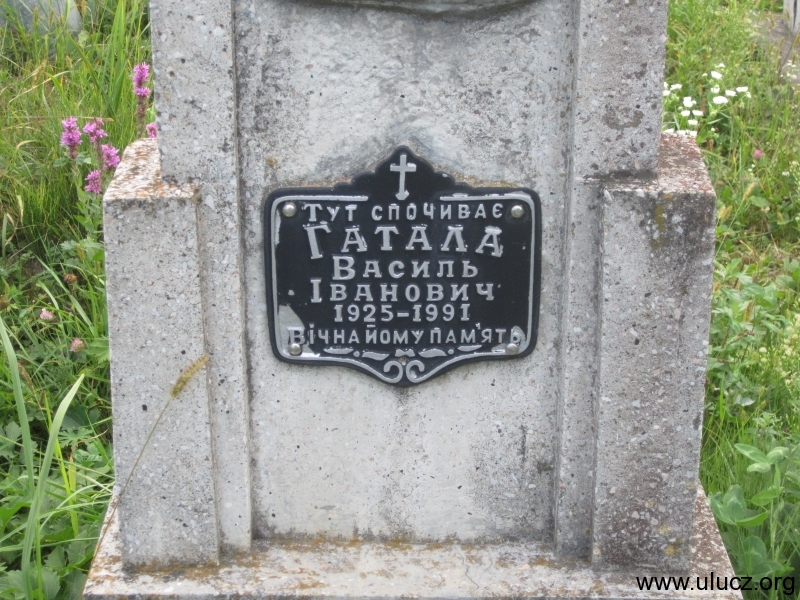 Тут спочиває
Гатала
Василь
Іванович
1925-1991
Вічна йому пам'ять
www.ulucz.org